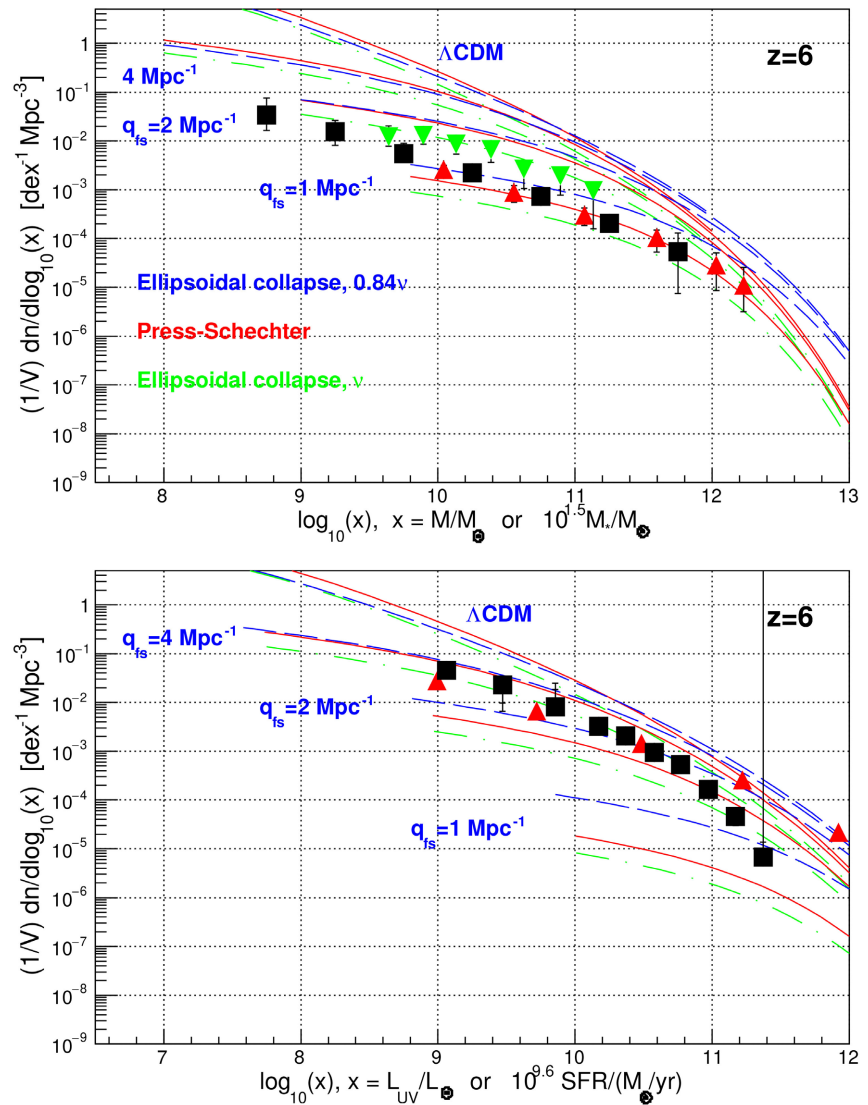 1
10⁻¹
10⁻²
10⁻³
10⁻⁴
10⁻⁵
10⁻⁶
10⁻⁷
10⁻⁸
10⁻⁹
(1/V) dn/dlog₁₀(x) [dex⁻¹ Mpc⁻³]
ΛCDM
z=6
4 Mpc⁻¹
q_fs=2 Mpc⁻¹
q_fs=1 Mpc⁻¹
Ellipsoidal collapse, 0.84ν
Press-Schechter
Ellipsoidal collapse, ν
8 9 10 11 12 13
log₁₀(x), x = M/M⊙ or 10^1.5 M*/M⊙
1
10⁻¹
10⁻²
10⁻³
10⁻⁴
10⁻⁵
10⁻⁶
10⁻⁷
10⁻⁸
10⁻⁹
(1/V) dn/dlog₁₀(x) [dex⁻¹ Mpc⁻³]
ΛCDM
z=6
q_fs=4 Mpc⁻¹
q_fs=2 Mpc⁻¹
q_fs=1 Mpc⁻¹
7 8 9 10 11 12
log₁₀(x), x = L_UV/L⊙ or 10^9.6 SFR/(M⊙/yr)